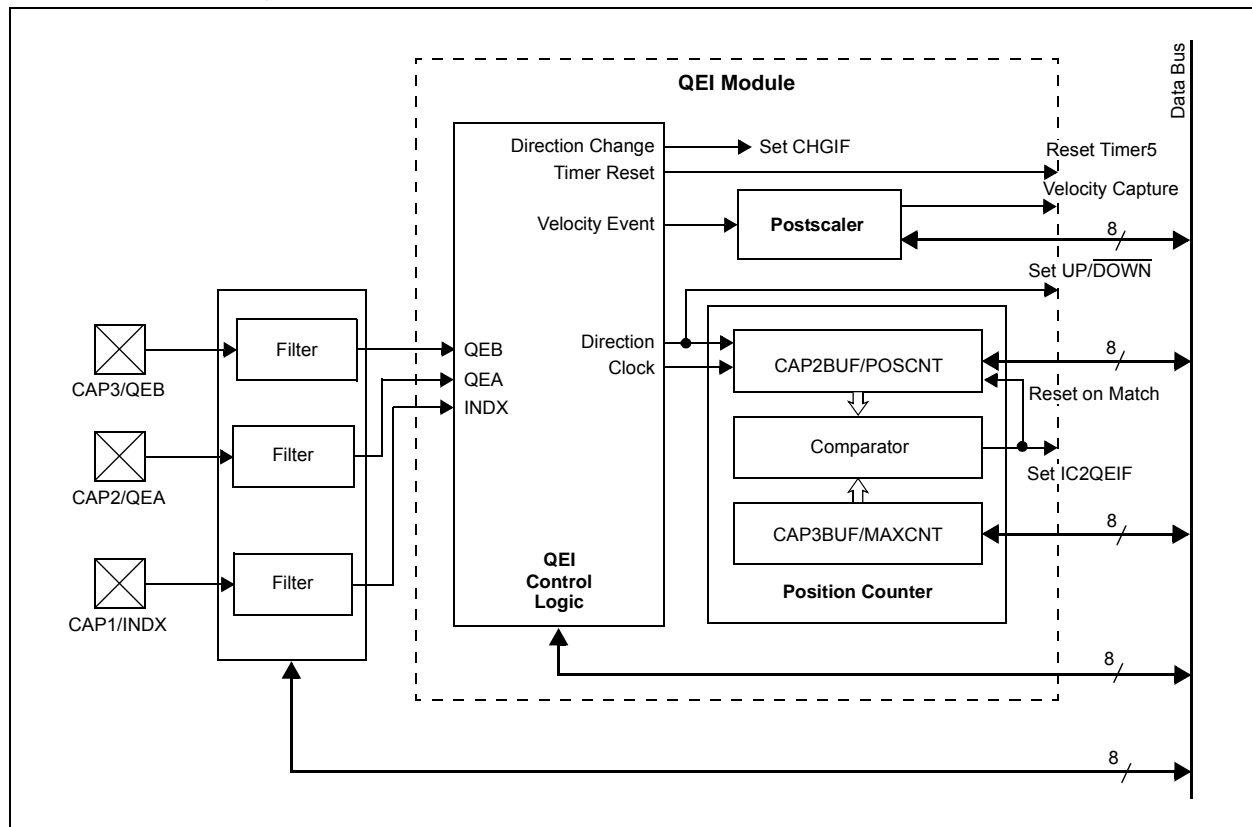 QEI Module
Data Bus
Direction Change
Set CHGIF
Timer Reset
Reset Timer5
Velocity Capture
Velocity Event
Postscaler
8
Set UP/DOWN
Filter
QEB
Direction
CAP2BUF/POSCNT
8
Clock
CAP3/QEB
QEA
Reset on Match
INDX
Filter
Comparator
CAP2/QEA
Set IC2QEIF
8
CAP3BUF/MAXCNT
Filter
QEI
Control
Logic
Position Counter
CAP1/INDX
8
8